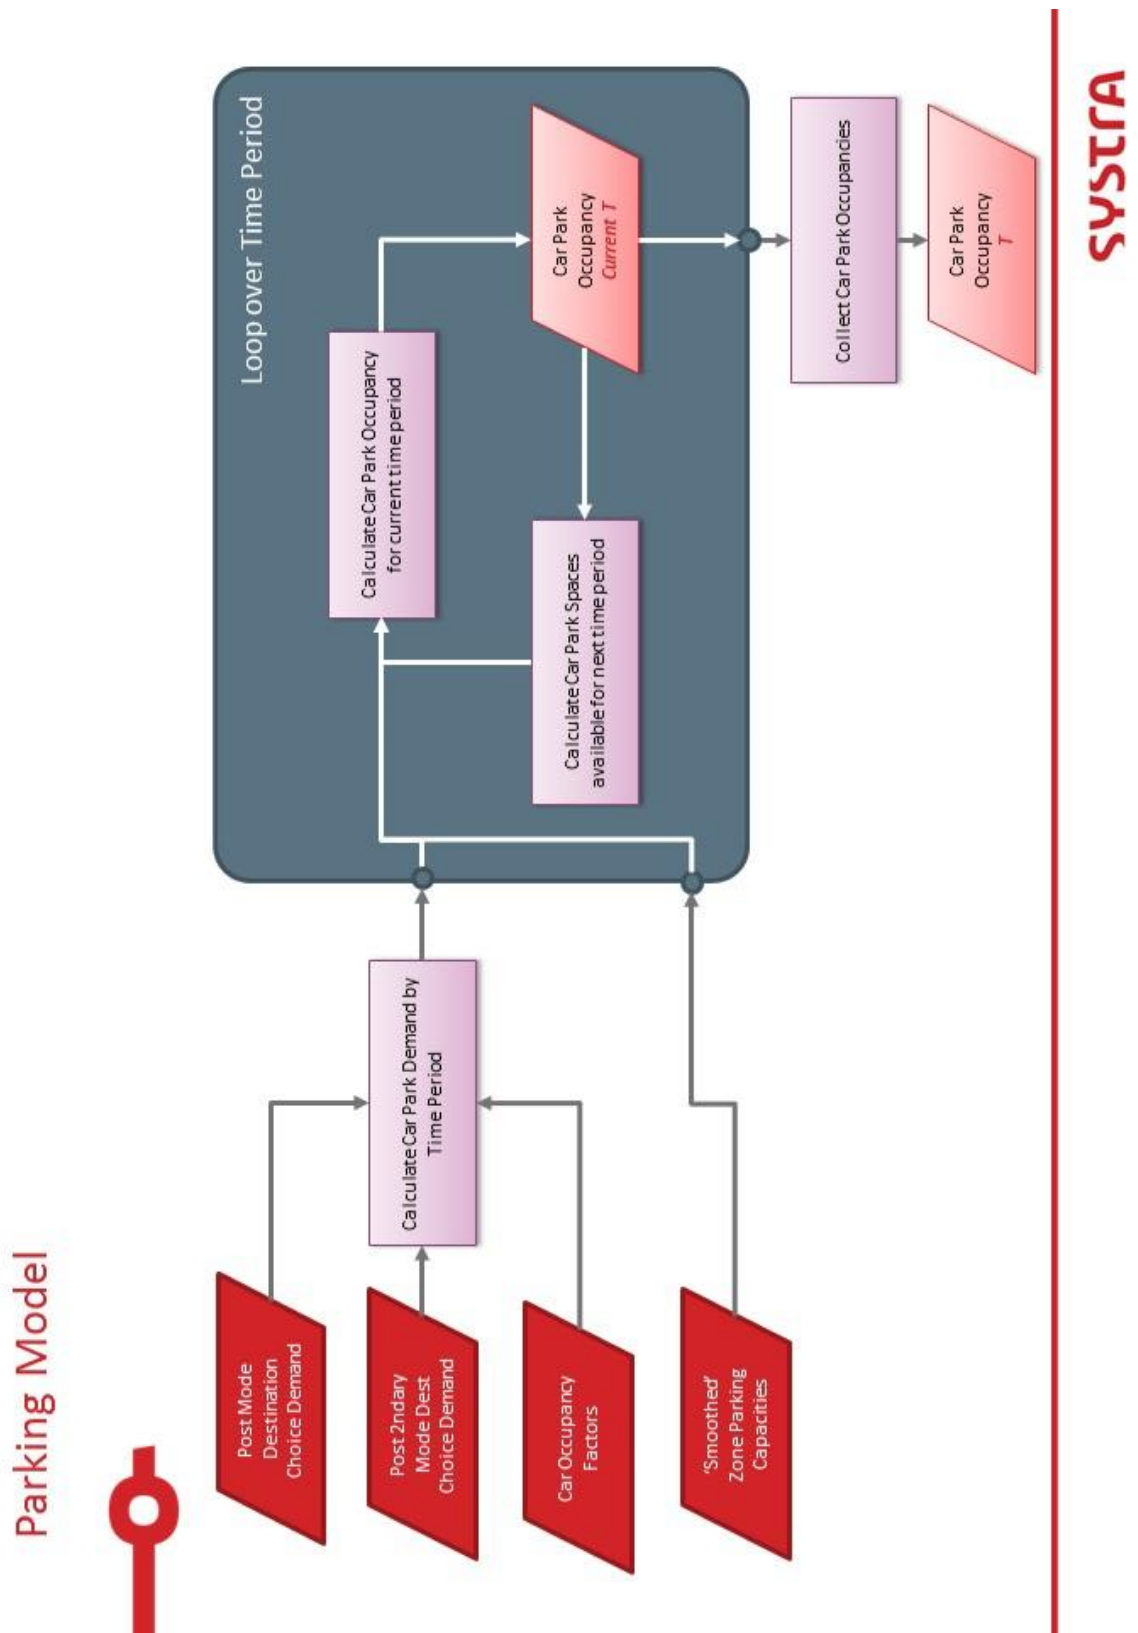 Parking Model
Post Mode
Destination
Choice Demand
Post 2ndary
Mode Dest
Choice Demand
Car Occupancy
Factors
'Smoothed'
Zone Parking
Capacities
Calculate Car Park Demand by
Time Period
Loop over Time Period
Calculate Car Park Occupancy
for current time period
Calculate Car Park Spaces
available for next time period
Car Park
Occupancy
Current T
Collect Car Park Occupancies
Car Park
Occupancy
T
SYSTRA